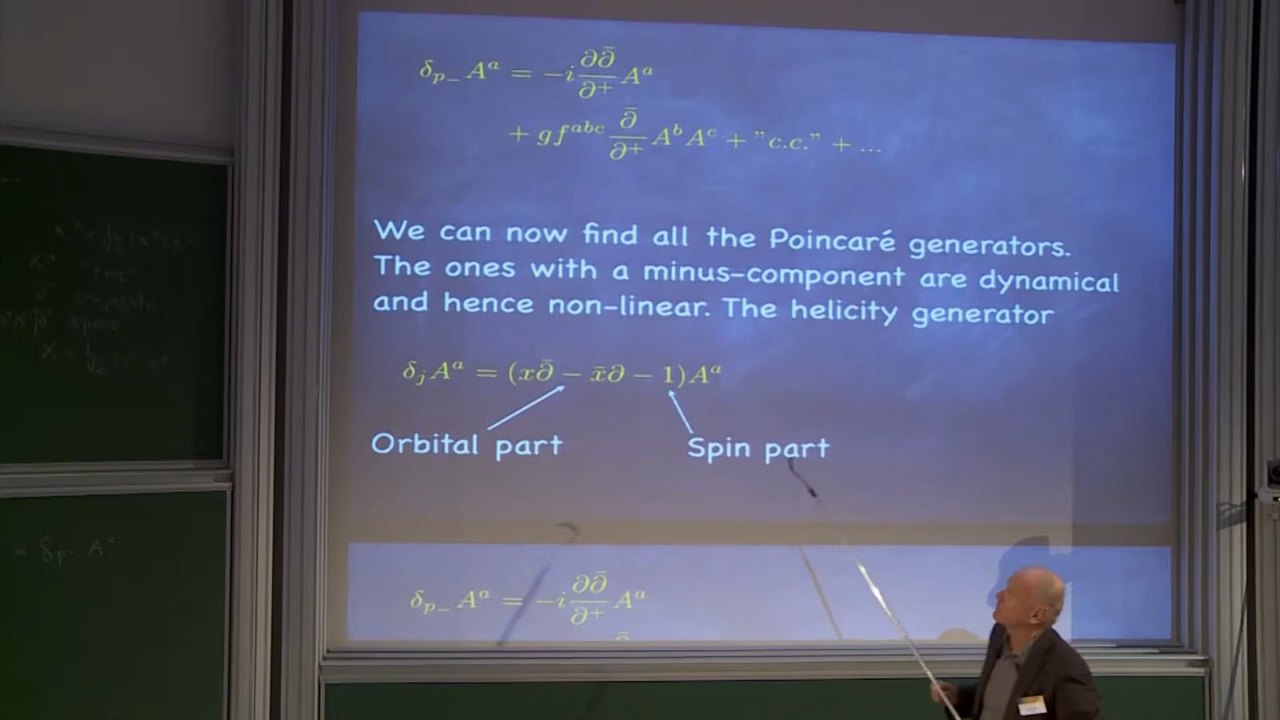 δ_{p_-} A^a = -i \frac{∂\bar{∂}}{∂^+} A^a
+ g f^{abc} \frac{\bar{∂}}{∂^+} A^b A^c + "c.c." + ...
We can now find all the Poincaré generators.
The ones with a minus-component are dynamical
and hence non-linear. The helicity generator
δ_j A^a = (x\bar{∂} - \bar{x}∂ - 1)A^a
Orbital part
Spin part
δ_{p_-} A^a = -i \frac{∂\bar{∂}}{∂^+} A^a